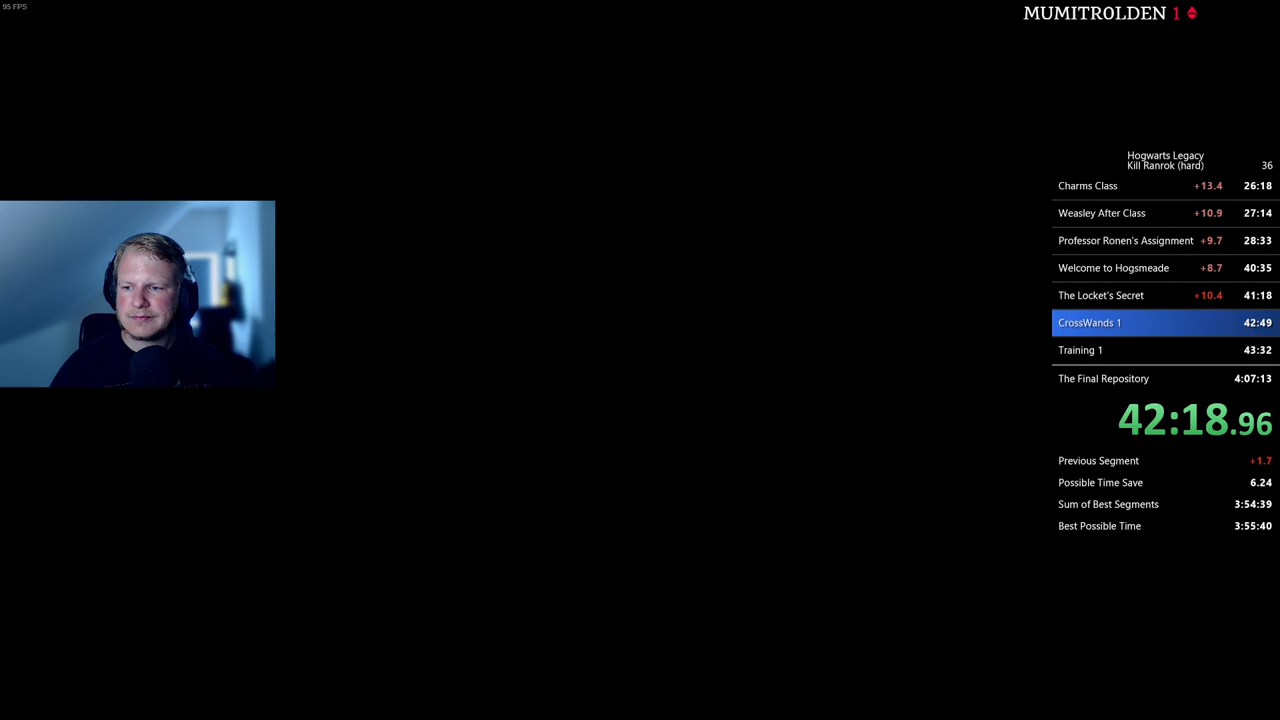 95 FPS
MUMITROLDEN 1
Hogwarts Legacy
Kill Ranrok (hard) 36
Charms Class +13.4 26:18
Weasley After Class +10.9 27:14
Professor Ronen's Assignment +9.7 28:33
Welcome to Hogsmeade +8.7 40:35
The Locket's Secret +10.4 41:18
CrossWands 1 42:49
Training 1 43:32
The Final Repository 4:07:13
42:18.96
Previous Segment +1.7
Possible Time Save 6.24
Sum of Best Segments 3:54:39
Best Possible Time 3:55:40